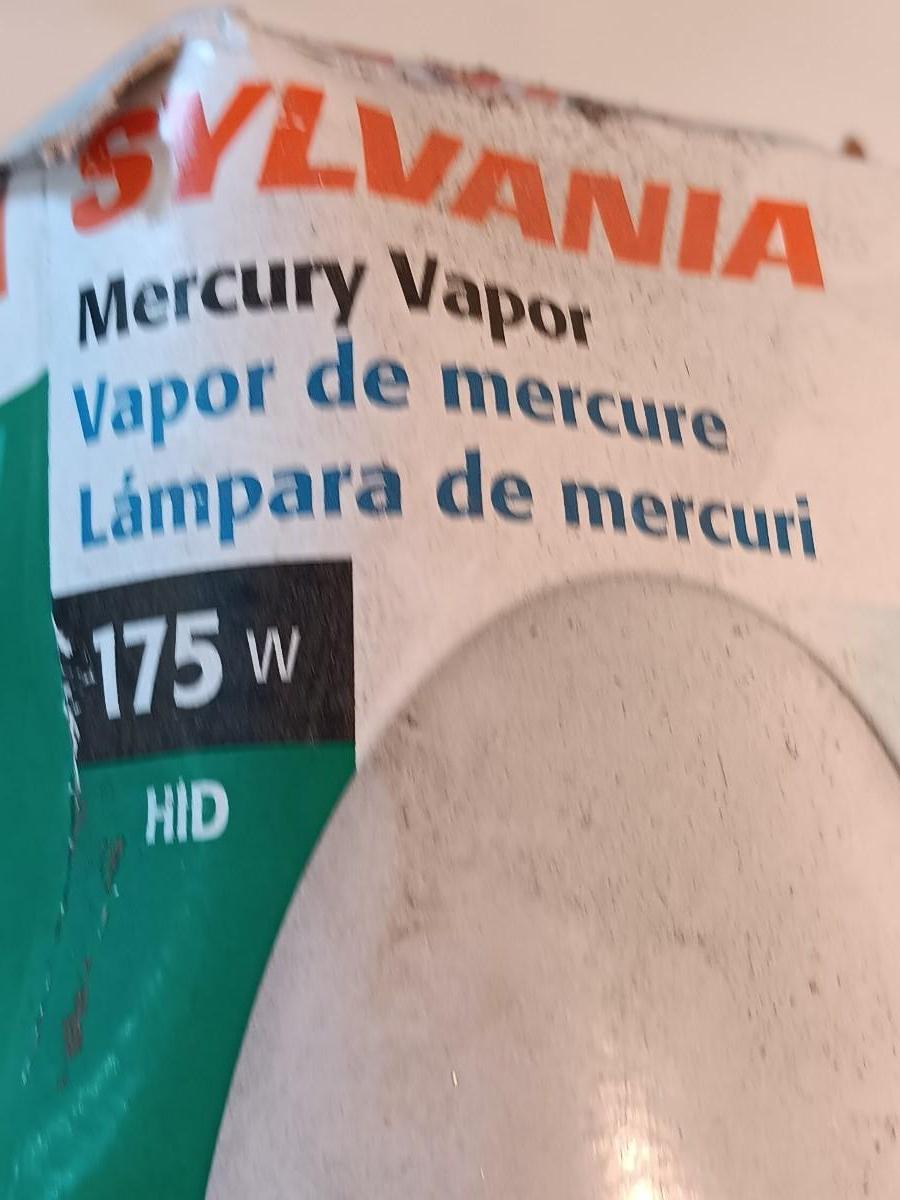 SYLVANIA
Mercury Vapor
Vapor de mercure
Lámpara de mercuri
175 W
HID